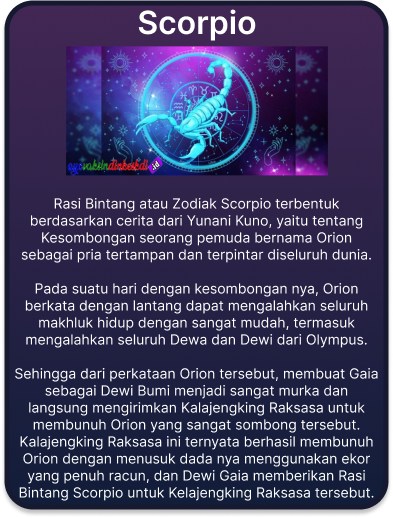 Scorpio
Rasi Bintang atau Zodiak Scorpio terbentuk
berdasarkan cerita dari Yunani Kuno, yaitu tentang
Kesombongan seorang pemuda bernama Orion
sebagai pria tertampan dan terpintar diseluruh dunia.
Pada suatu hari dengan kesombongan nya, Orion
berkata dengan lantang dapat mengalahkan seluruh
makhluk hidup dengan sangat mudah, termasuk
mengalahkan seluruh Dewa dan Dewi dari Olympus.
Sehingga dari perkataan Orion tersebut, membuat Gaia
sebagai Dewi Bumi menjadi sangat murka dan
langsung mengirimkan Kalajengking Raksasa untuk
membunuh Orion yang sangat sombong tersebut.
Kalajengking Raksasa ini ternyata berhasil membunuh
Orion dengan menusuk dada nya menggunakan ekor
yang penuh racun, dan Dewi Gaia memberikan Rasi
Bintang Scorpio untuk Kelajengking Raksasa tersebut.